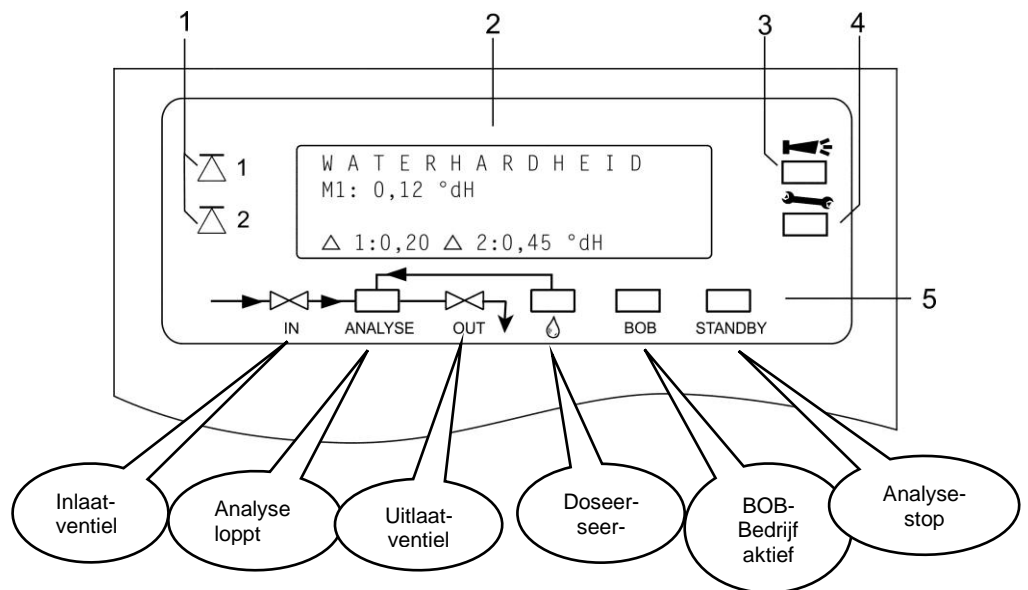 1
2
3
4
1
2
W A T E R H A R D H E I D
M1: 0,12 °dH
△ 1:0,20 △ 2:0,45 °dH
5
IN
ANALYSE
OUT
BOB
STANDBY
Inlaat-
ventiel
Analyse
loppt
Uitlaat-
ventiel
Doseer-
seer-
BOB-
Bedrijf
aktief
Analyse-
stop